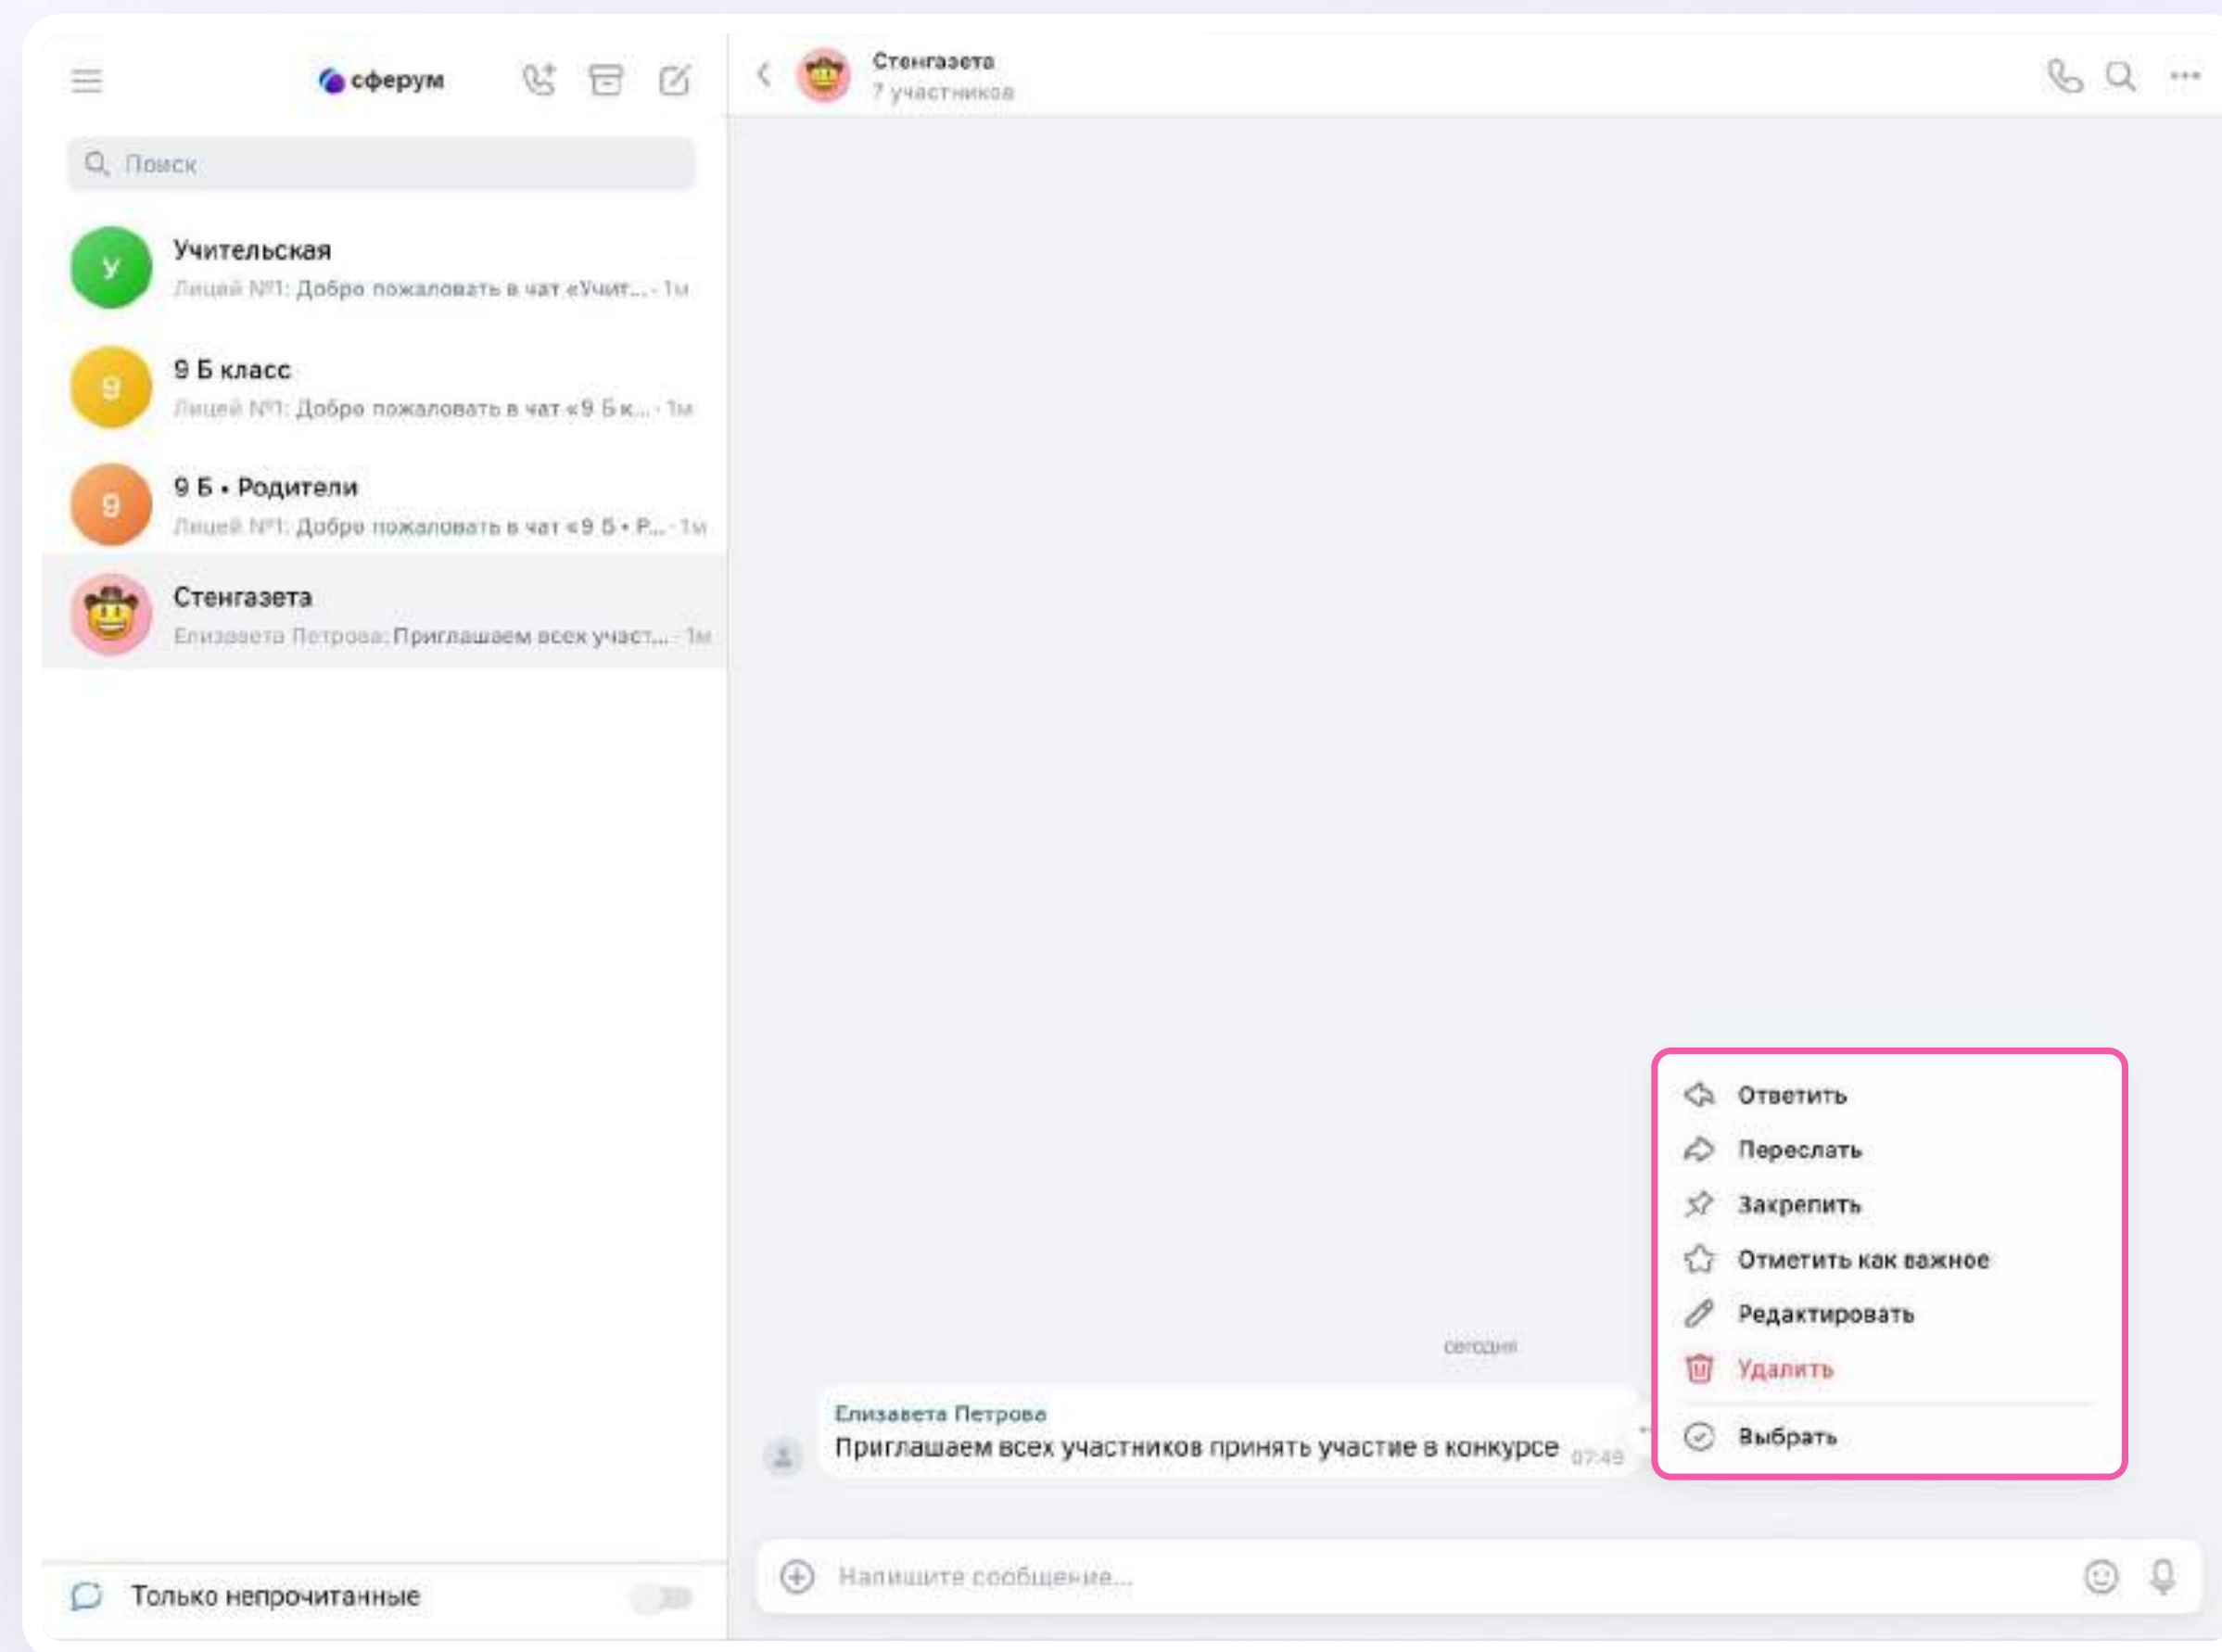 сферум
Поиск
У
Учительская
Лицей №1: Добро пожаловать в чат «Учит... · 1м
9
9 Б класс
Лицей №1: Добро пожаловать в чат «9 Б к... · 1м
9
9 Б • Родители
Лицей №1: Добро пожаловать в чат «9 Б • Р... · 1м
Стенгазета
Елизавета Петрова: Приглашаем всех участ... · 1м
Только непрочитанные
Стенгазета
7 участников
сегодня
Елизавета Петрова
Приглашаем всех участников принять участие в конкурсе 07:49
Ответить
Переслать
Закрепить
Отметить как важное
Редактировать
Удалить
Выбрать
Напишите сообщение...